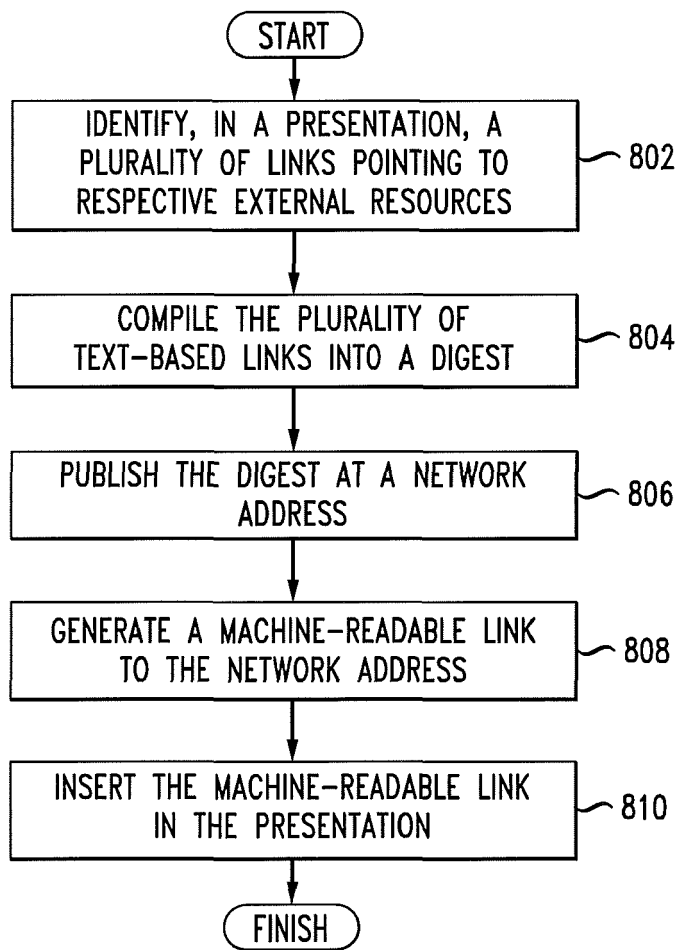 START
IDENTIFY, IN A PRESENTATION, A
PLURALITY OF LINKS POINTING TO
RESPECTIVE EXTERNAL RESOURCES
802
COMPILE THE PLURALITY OF
TEXT-BASED LINKS INTO A DIGEST
804
PUBLISH THE DIGEST AT A NETWORK
ADDRESS
806
GENERATE A MACHINE-READABLE LINK
TO THE NETWORK ADDRESS
808
INSERT THE MACHINE-READABLE LINK
IN THE PRESENTATION
810
FINISH